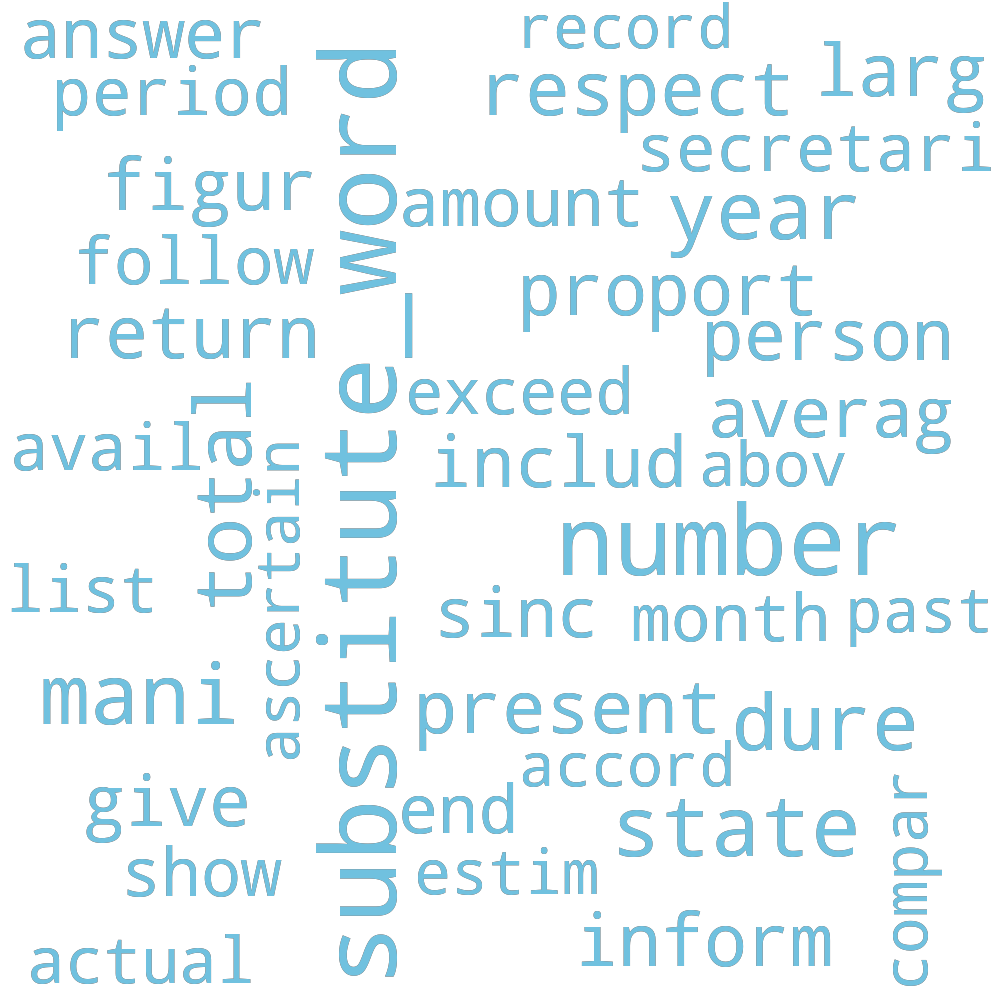 answer
record
period
respect
larg
secretari
figur
amount
year
follow
proport
return
person
substitute_word
exceed
averag
avail
total
includ
abov
ascertain
number
list
sinc
month
past
mani
present
dure
accord
give
end
state
compar
show
estim
actual
inform